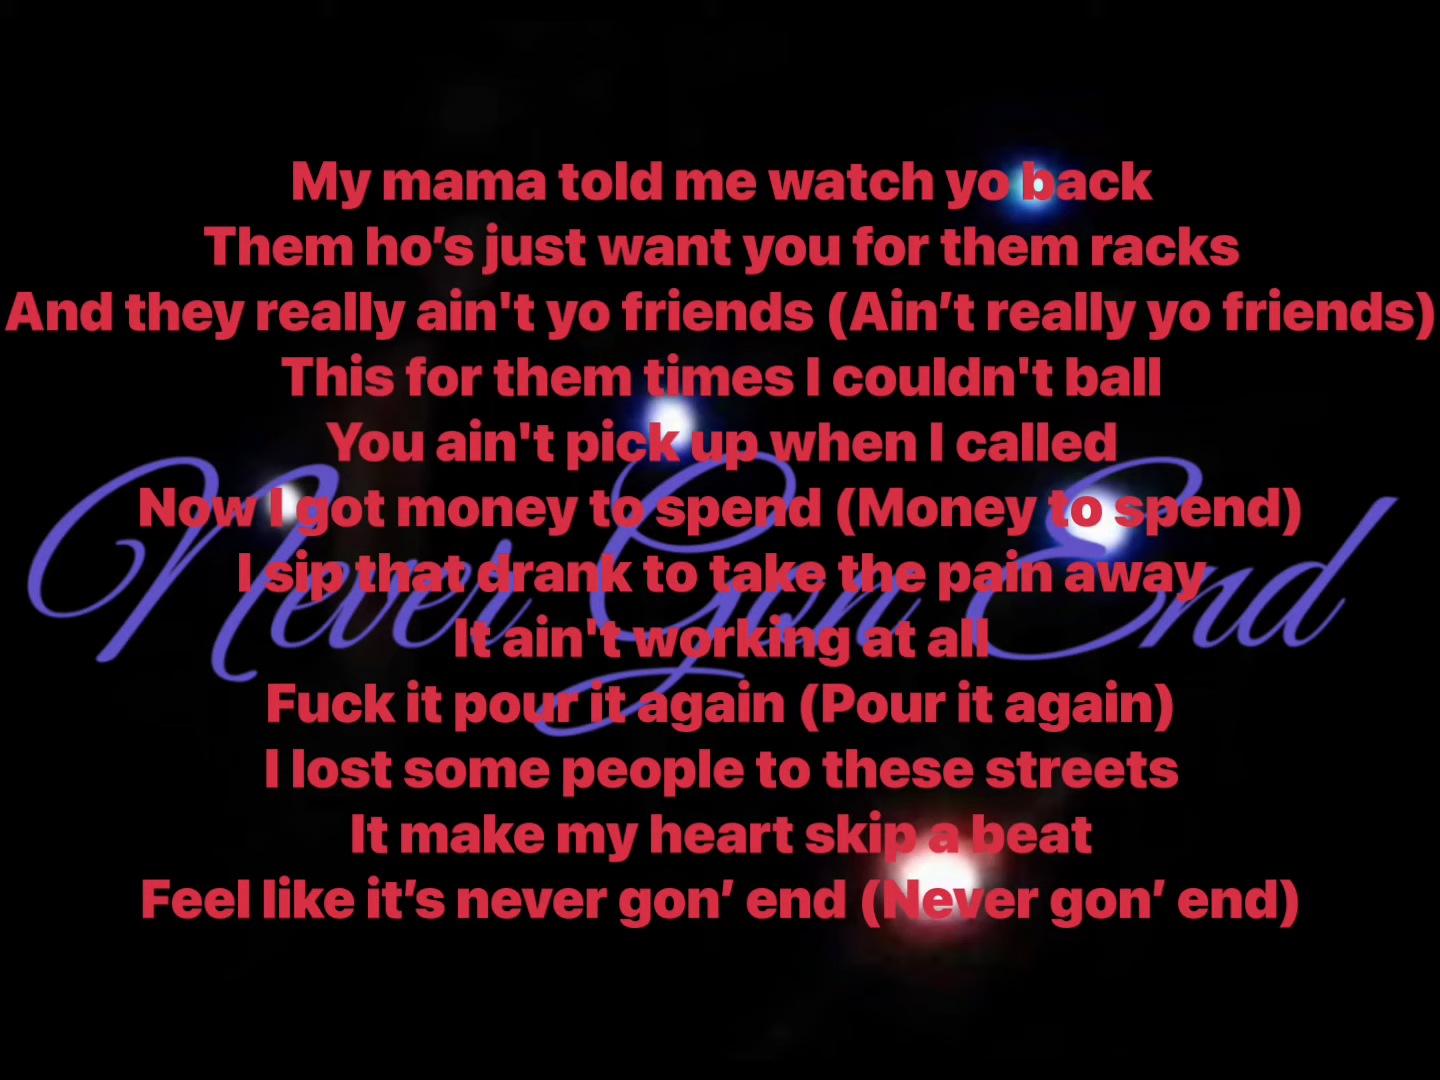 My mama told me watch yo back
Them ho’s just want you for them racks
And they really ain't yo friends (Ain’t really yo friends)
This for them times I couldn't ball
You ain't pick up when I called
Now I got money to spend (Money to spend)
I sip that drank to take the pain away
It ain't working at all
Fuck it pour it again (Pour it again)
I lost some people to these streets
It make my heart skip a beat
Feel like it’s never gon’ end (Never gon’ end)
Never Gon End